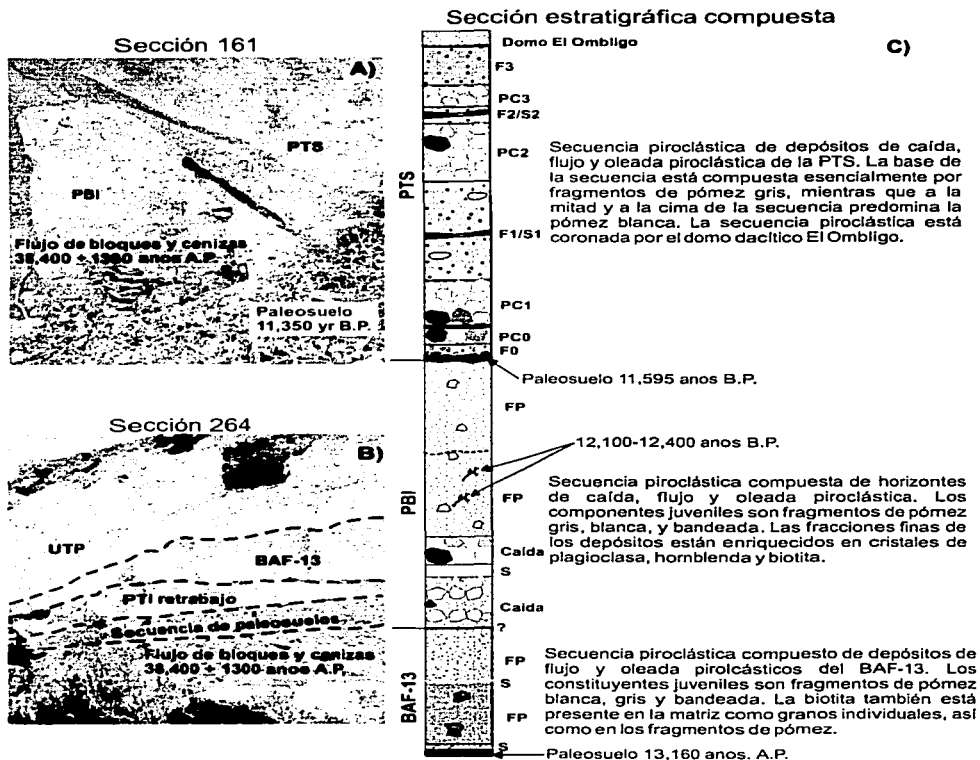 Sección estratigráfica compuesta
Sección 161
A)
PTS
PBI
Flujo de bloques y cenizas
38,400 + 1300 anos A.P.
Paleosuelo
11,350 yr B.P.
Sección 264
B)
UTP
BAF-13
PTI retrabajo
Secuencia de paleosuelos
Flujo de bloques y cenizas
38,400 + 1300 anos A.P.
C)
Domo El Ombligo
F3
PC3
F2/S2
PC2
F1/S1
PC1
PC0
F0
PTS
Paleosuelo 11,595 anos B.P.
FP
12,100-12,400 anos B.P.
FP
Caída
S
Caida
?
PBI
FP
S
FP
S
BAF-13
Paleosuelo 13,160 anos. A.P.
Secuencia piroclástica de depósitos de caída,
flujo y oleada piroclástica de la PTS. La base de
la secuencia está compuesta esencialmente por
fragmentos de pómez gris, mientras que a la
mitad y a la cima de la secuencia predomina la
pómez blanca. La secuencia piroclástica está
coronada por el domo dacítico El Ombligo.
Secuencia piroclástica compuesta de horizontes
de caída, flujo y oleada piroclástica. Los
componentes juveniles son fragmentos de pómez
gris, blanca, y bandeada. Las fracciones finas de
los depósitos están enriquecidos en cristales de
plagioclasa, hornblenda y biotita.
Secuencia piroclástica compuesto de depósitos de
flujo y oleada pirolcásticos del BAF-13. Los
constituyentes juveniles son fragmentos de pómez
blanca, gris y bandeada. La biotita también está
presente en la matriz como granos individuales, así
como en los fragmentos de pómez.